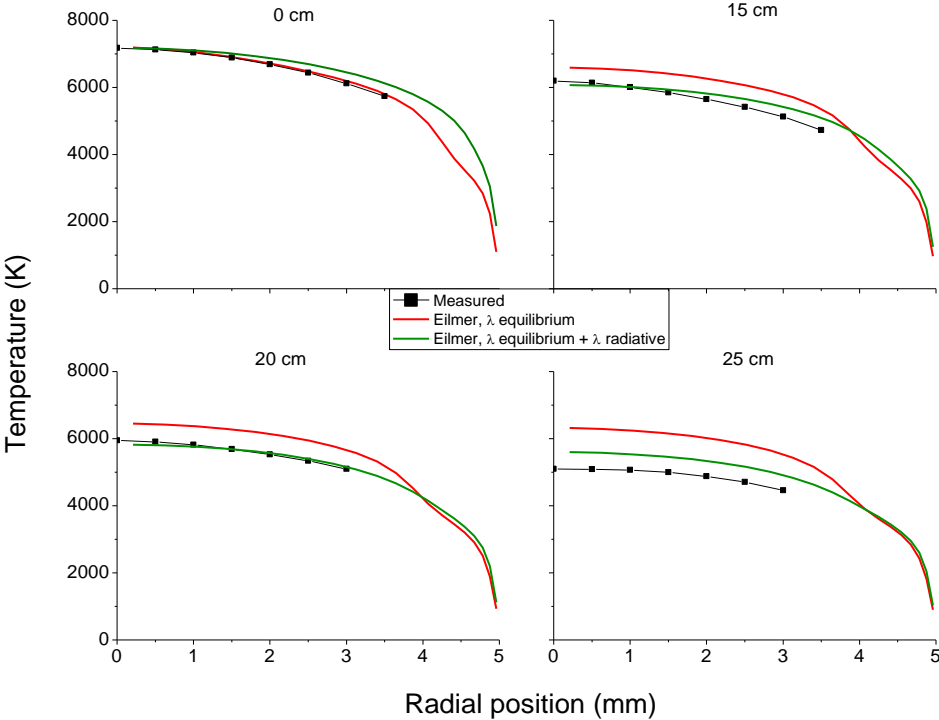 0 cm
15 cm
8000
6000
4000
2000
0
Measured
Eilmer, λ equilibrium
Eilmer, λ equilibrium + λ radiative
20 cm
25 cm
8000
6000
4000
2000
0
0 1 2 3 4 5
0 1 2 3 4 5
Temperature (K)
Radial position (mm)